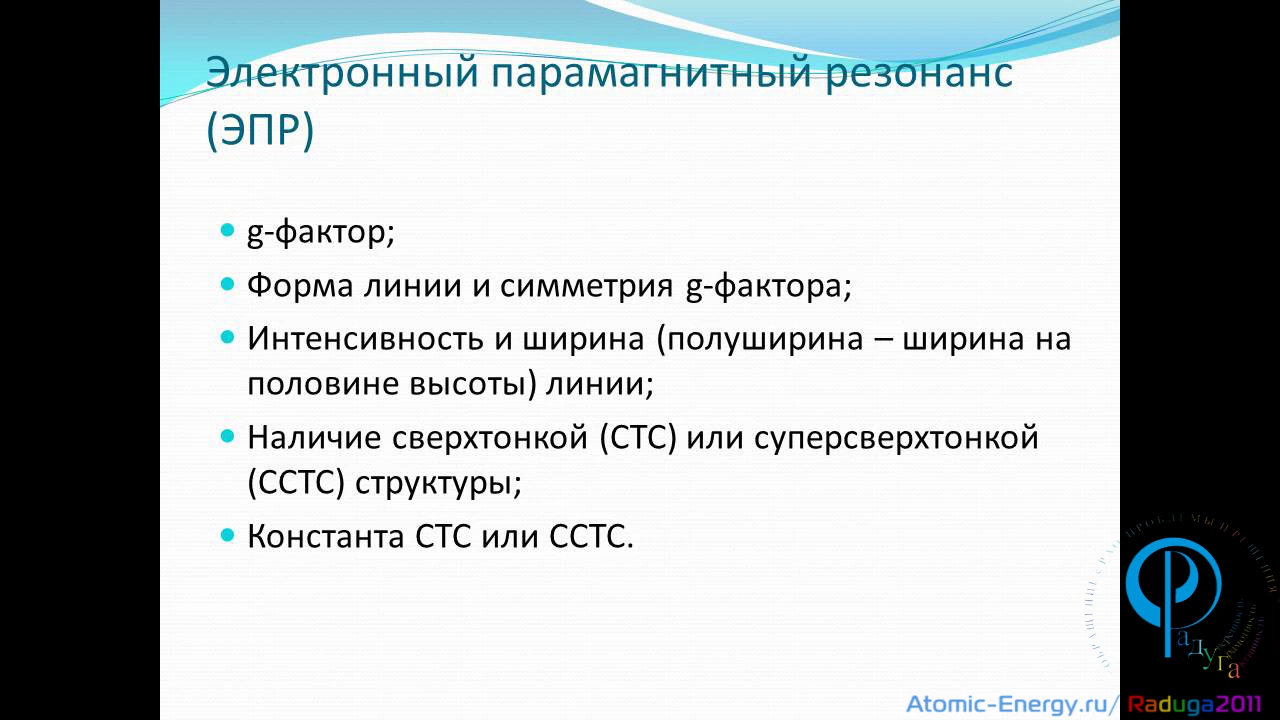 Электронный парамагнитный резонанс
(ЭПР)
g-фактор;
Форма линии и симметрия g-фактора;
Интенсивность и ширина (полуширина – ширина на
половине высоты) линии;
Наличие сверхтонкой (СТС) или суперсверхтонкой
(ССТС) структуры;
Константа СТС или ССТС.
Радуга
Atomic-Energy.ru/ Raduga2011